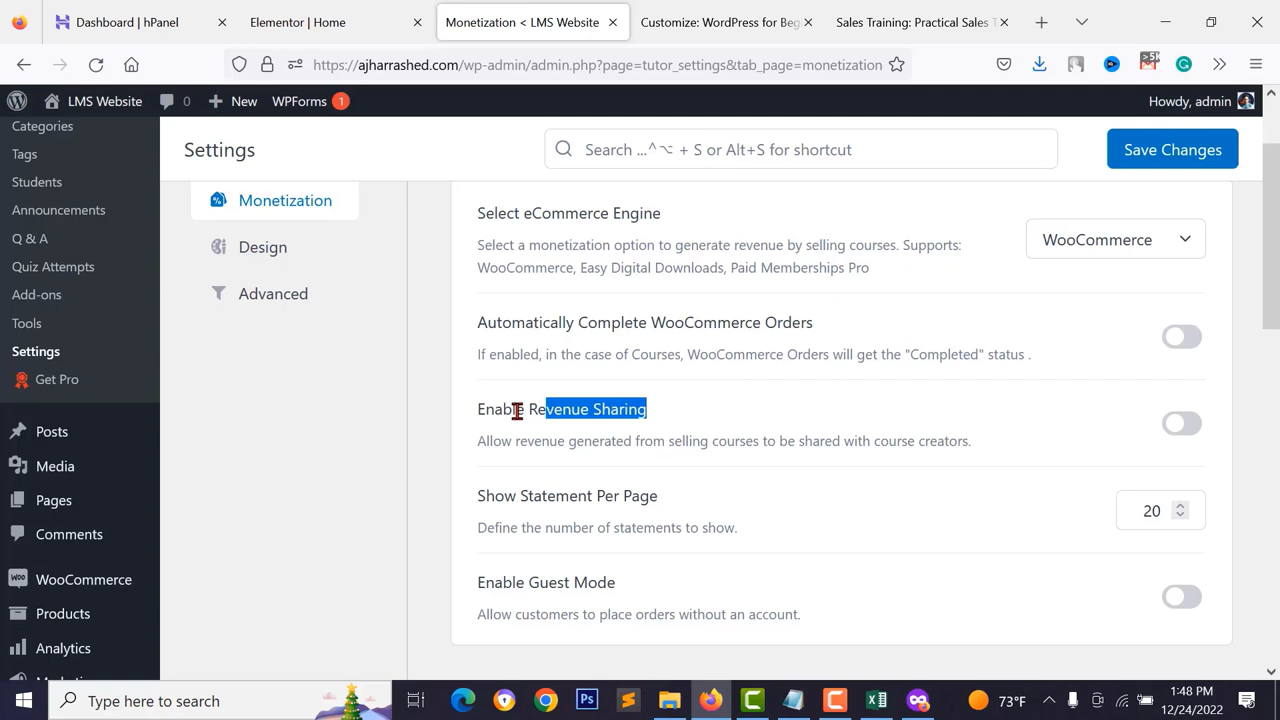 Dashboard | hPanel
Elementor | Home
Monetization < LMS Website
Customize: WordPress for Beg
Sales Training: Practical Sales T
https://ajharrashed.com/wp-admin/admin.php?page=tutor_settings&tab_page=monetization
LMS Website
0
New
WPForms 1
Howdy, admin
Categories
Tags
Students
Announcements
Q & A
Quiz Attempts
Add-ons
Tools
Settings
Get Pro
Posts
Media
Pages
Comments
WooCommerce
Products
Analytics
Settings
Search ...^⌥ + S or Alt+S for shortcut
Save Changes
Monetization
Design
Advanced
Select eCommerce Engine
Select a monetization option to generate revenue by selling courses. Supports:
WooCommerce, Easy Digital Downloads, Paid Memberships Pro
WooCommerce
Automatically Complete WooCommerce Orders
If enabled, in the case of Courses, WooCommerce Orders will get the "Completed" status .
Enable Revenue Sharing
Allow revenue generated from selling courses to be shared with course creators.
Show Statement Per Page
Define the number of statements to show.
20
Enable Guest Mode
Allow customers to place orders without an account.
Type here to search
Ps
73°F
1:48 PM
12/24/2022